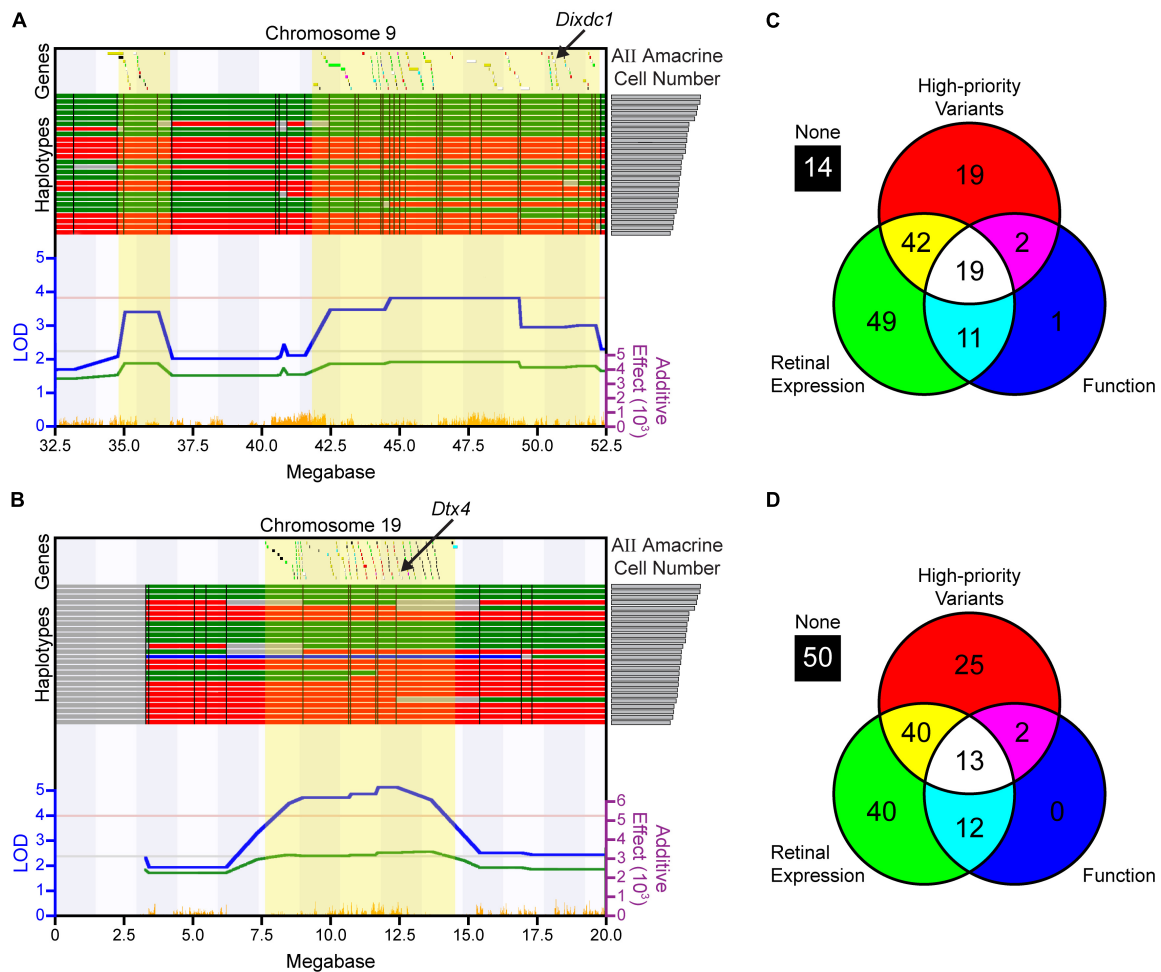 A
Dixdc1
Chromosome 9
Genes
AII Amacrine
Cell Number
Haplotypes
5
4
3
2
1
0
LOD
5
4
3
2
1
0
Additive
Effect (10³)
32.5 35.0 37.5 40.0 42.5 45.0 47.5 50.0 52.5
Megabase
B
Dtx4
Chromosome 19
Genes
AII Amacrine
Cell Number
Haplotypes
5
4
3
2
1
0
LOD
6
5
4
3
2
1
0
Additive
Effect (10³)
0 2.5 5.0 7.5 10.0 12.5 15.0 17.5 20.0
Megabase
C
High-priority
Variants
None
14
19
42
2
19
49
11
1
Retinal
Expression
Function
D
High-priority
Variants
None
50
25
40
2
13
40
12
0
Retinal
Expression
Function